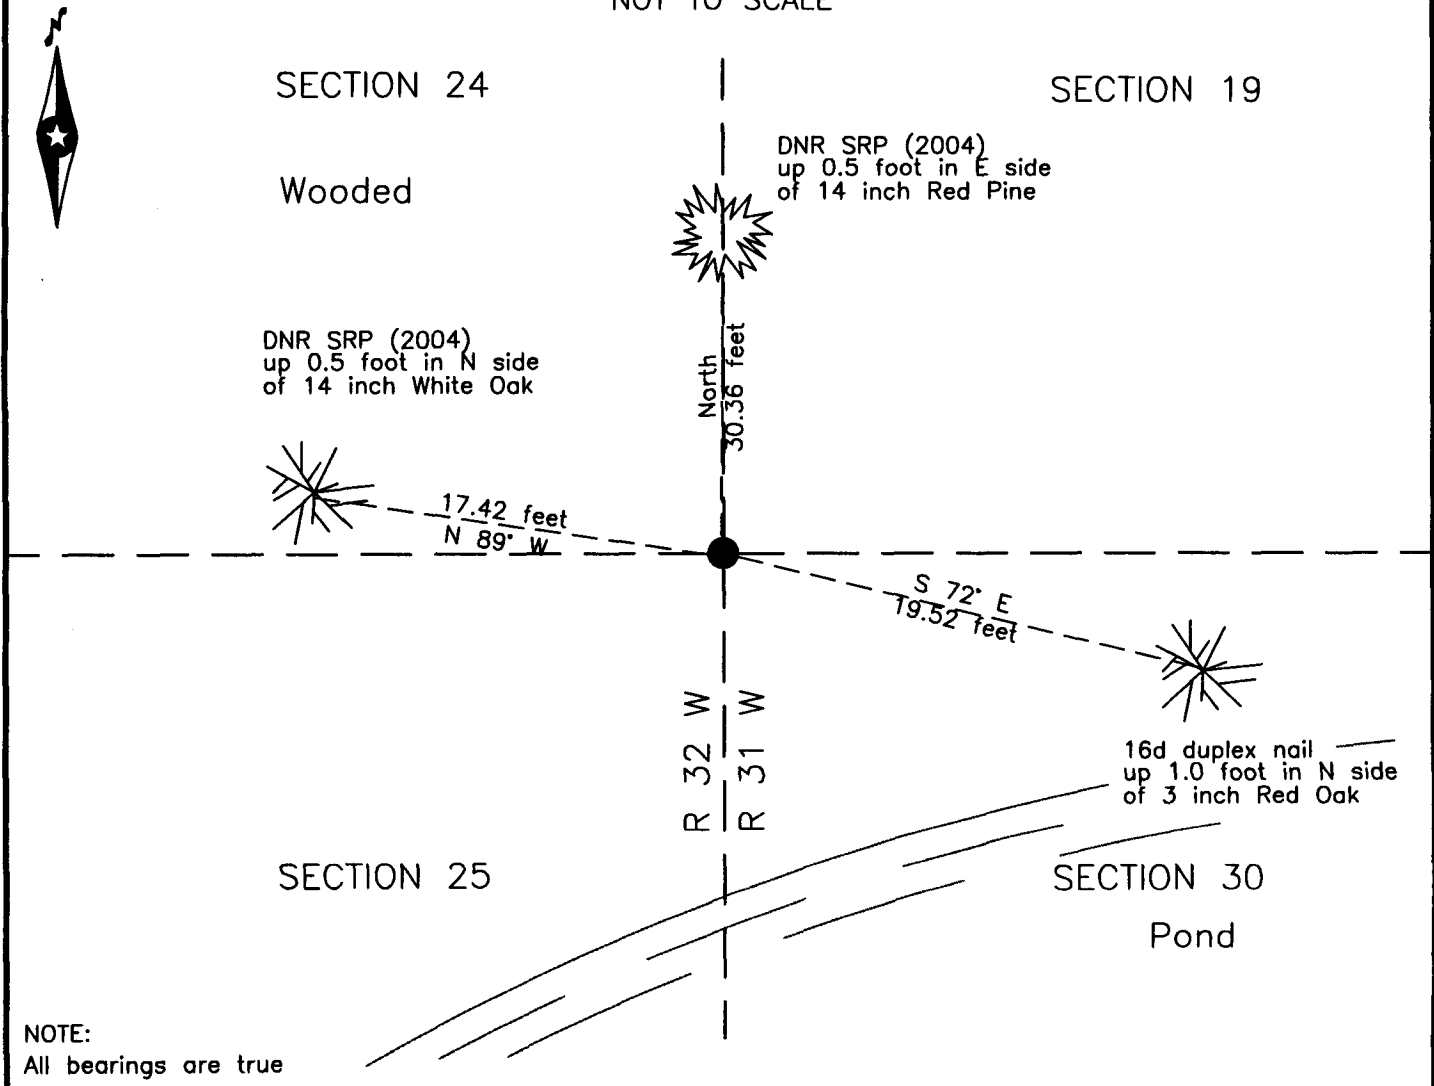 NOT TO SCALE
N
SECTION 24
SECTION 19
DNR SRP (2004)
up 0.5 foot in E side
of 14 inch Red Pine
Wooded
DNR SRP (2004)
up 0.5 foot in N side
of 14 inch White Oak
North
30.36 feet
17.42 feet
N 89° W
S 72° E
19.52 feet
R 32 W
R 31 W
16d duplex nail
up 1.0 foot in N side
of 3 inch Red Oak
SECTION 25
SECTION 30
Pond
NOTE:
All bearings are true